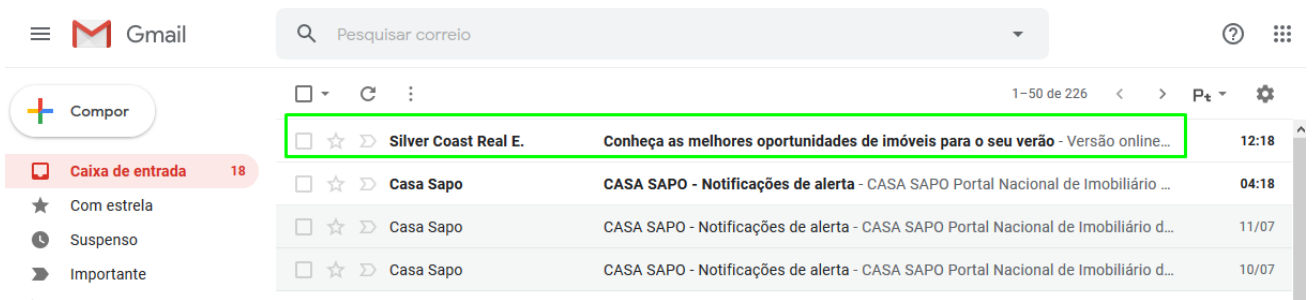 Gmail
Pesquisar correio
Compor
1–50 de 226
Pt
Silver Coast Real E. Conheça as melhores oportunidades de imóveis para o seu verão - Versão online... 12:18
Caixa de entrada 18
Casa Sapo CASA SAPO - Notificações de alerta - CASA SAPO Portal Nacional de Imobiliário ... 04:18
Com estrela
Casa Sapo CASA SAPO - Notificações de alerta - CASA SAPO Portal Nacional de Imobiliário d... 11/07
Suspenso
Casa Sapo CASA SAPO - Notificações de alerta - CASA SAPO Portal Nacional de Imobiliário d... 10/07
Importante